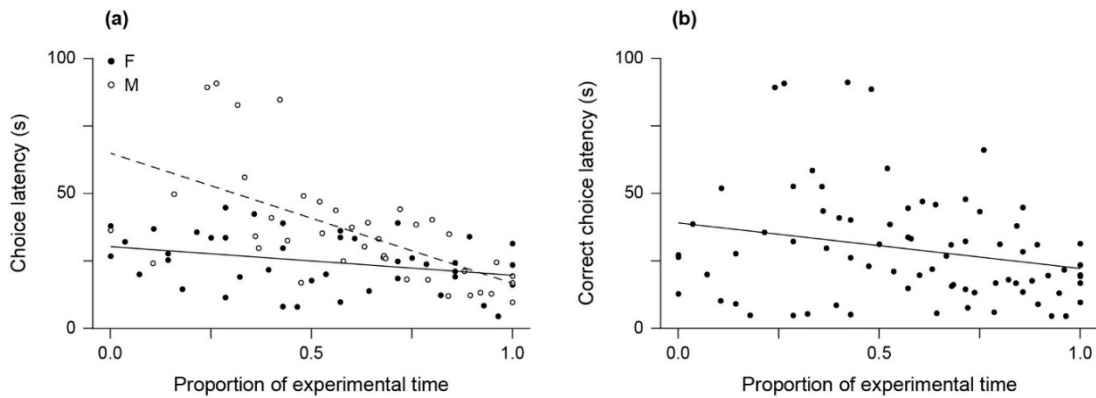 (a)
100
50
0
Choice latency (s)
F
M
0.0
0.5
1.0
Proportion of experimental time
(b)
100
50
0
Correct choice latency (s)
0.0
0.5
1.0
Proportion of experimental time